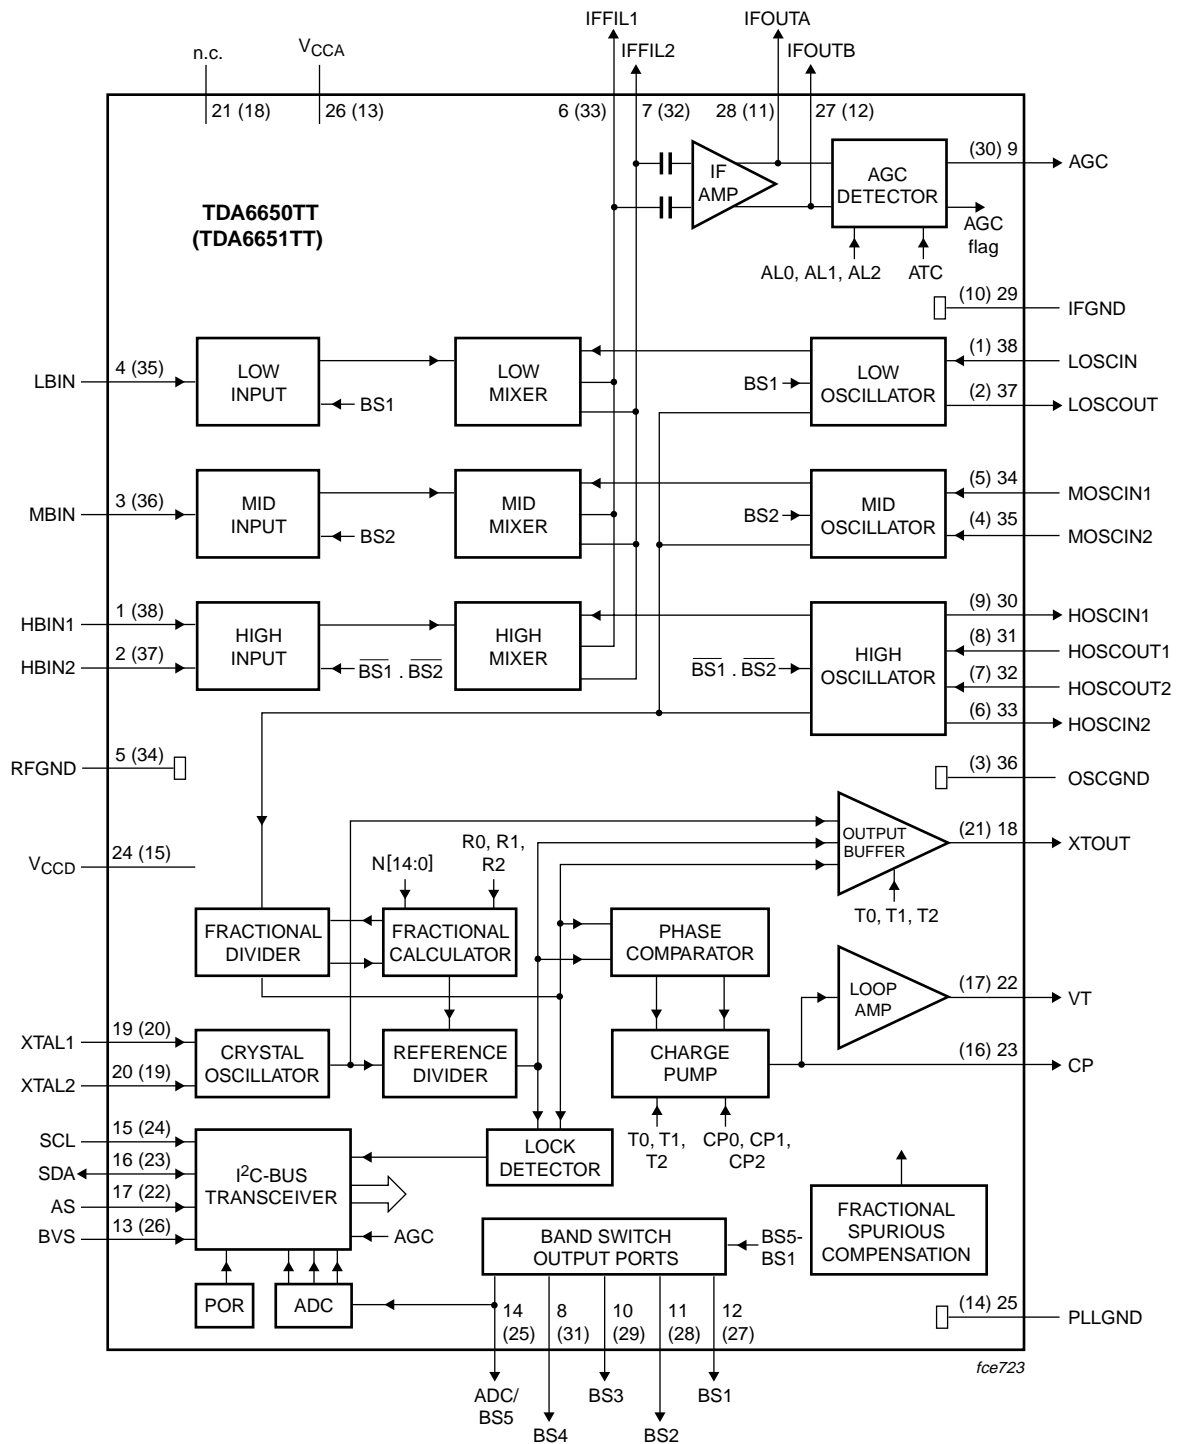 IFFIL1
IFOUTA
n.c.
VCCA
IFFIL2
IFOUTB
21 (18)
26 (13)
6 (33)
7 (32)
28 (11)
27 (12)
TDA6650TT
(TDA6651TT)
IF
AMP
AGC
DETECTOR
(30) 9
AGC
AGC
flag
AL0, AL1, AL2
ATC
(10) 29
IFGND
LBIN
4 (35)
LOW
INPUT
BS1
LOW
MIXER
BS1
LOW
OSCILLATOR
(1) 38
LOSCIN
(2) 37
LOSCOUT
MBIN
3 (36)
MID
INPUT
BS2
MID
MIXER
BS2
MID
OSCILLATOR
(5) 34
MOSCIN1
(4) 35
MOSCIN2
HBIN1
1 (38)
HBIN2
2 (37)
HIGH
INPUT
B̅S̅1̅ . B̅S̅2̅
HIGH
MIXER
B̅S̅1̅ . B̅S̅2̅
HIGH
OSCILLATOR
(9) 30
HOSCIN1
(8) 31
HOSCOUT1
(7) 32
HOSCOUT2
(6) 33
HOSCIN2
RFGND
5 (34)
(3) 36
OSCGND
VCCD
24 (15)
N[14:0]
R0, R1,
R2
OUTPUT
BUFFER
(21) 18
XTOUT
T0, T1, T2
FRACTIONAL
DIVIDER
FRACTIONAL
CALCULATOR
PHASE
COMPARATOR
LOOP
AMP
(17) 22
VT
XTAL1
19 (20)
XTAL2
20 (19)
CRYSTAL
OSCILLATOR
REFERENCE
DIVIDER
CHARGE
PUMP
(16) 23
CP
T0, T1,
T2
CP0, CP1,
CP2
SCL
15 (24)
SDA
16 (23)
AS
17 (22)
BVS
13 (26)
I²C-BUS
TRANSCEIVER
LOCK
DETECTOR
AGC
BAND SWITCH
OUTPUT PORTS
BS5-
BS1
FRACTIONAL
SPURIOUS
COMPENSATION
POR
ADC
14
(25)
8
(31)
10
(29)
11
(28)
12
(27)
(14) 25
PLLGND
fce723
ADC/
BS5
BS4
BS3
BS2
BS1